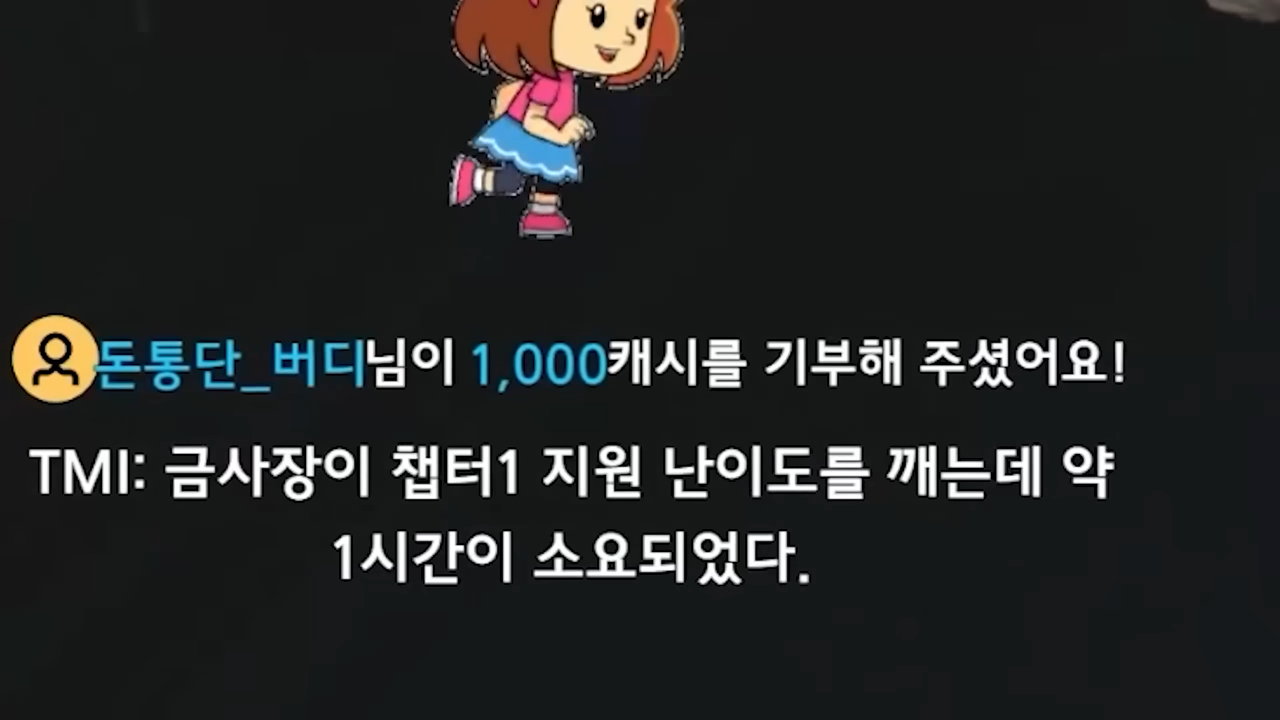 돈통단_버디님이 1,000캐시를 기부해 주셨어요!
TMI: 금사장이 챕터1 지원 난이도를 깨는데 약
1시간이 소요되었다.